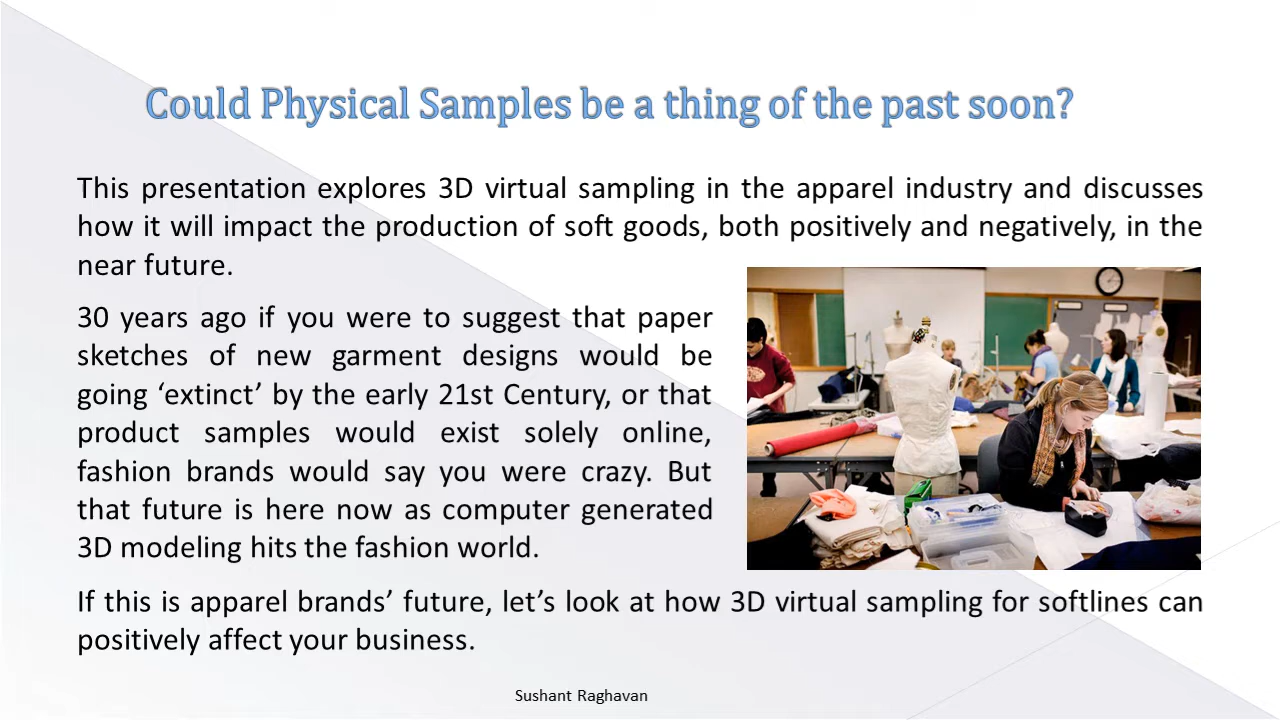 Could Physical Samples be a thing of the past soon?
This presentation explores 3D virtual sampling in the apparel industry and discusses
how it will impact the production of soft goods, both positively and negatively, in the
near future.
30 years ago if you were to suggest that paper
sketches of new garment designs would be
going ‘extinct’ by the early 21st Century, or that
product samples would exist solely online,
fashion brands would say you were crazy. But
that future is here now as computer generated
3D modeling hits the fashion world.
If this is apparel brands’ future, let’s look at how 3D virtual sampling for softlines can
positively affect your business.
Sushant Raghavan